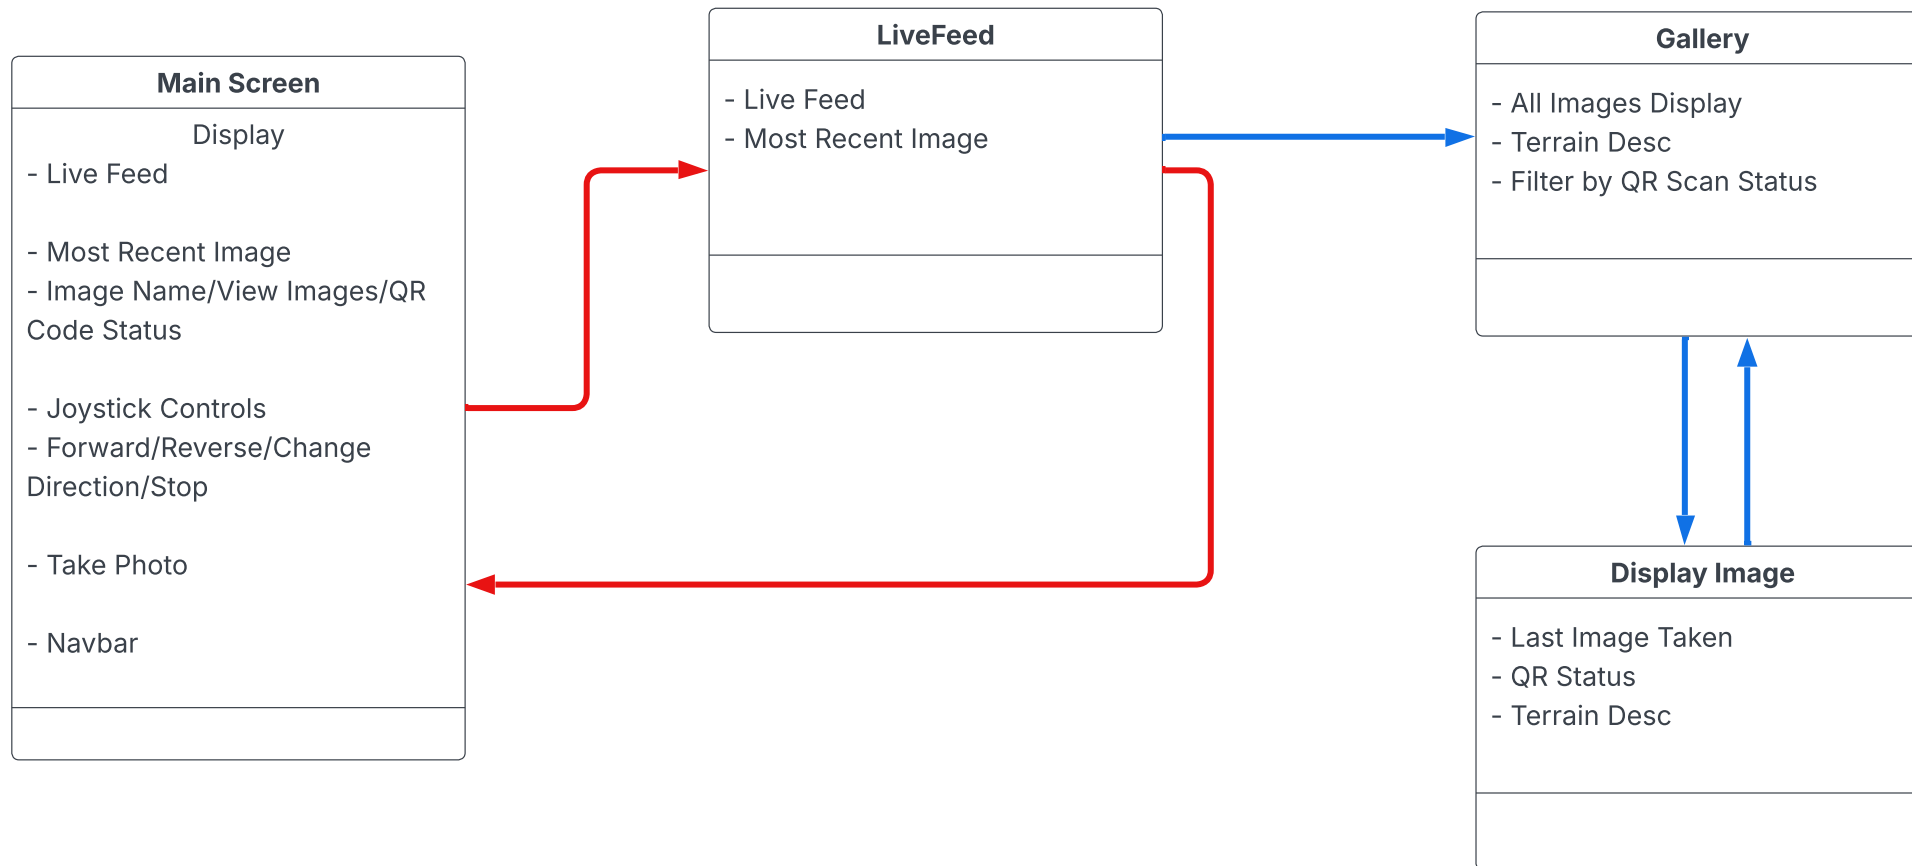 Main Screen
Display
- Live Feed
- Most Recent Image
- Image Name/View Images/QR
Code Status
- Joystick Controls
- Forward/Reverse/Change
Direction/Stop
- Take Photo
- Navbar
LiveFeed
- Live Feed
- Most Recent Image
Gallery
- All Images Display
- Terrain Desc
- Filter by QR Scan Status
Display Image
- Last Image Taken
- QR Status
- Terrain Desc